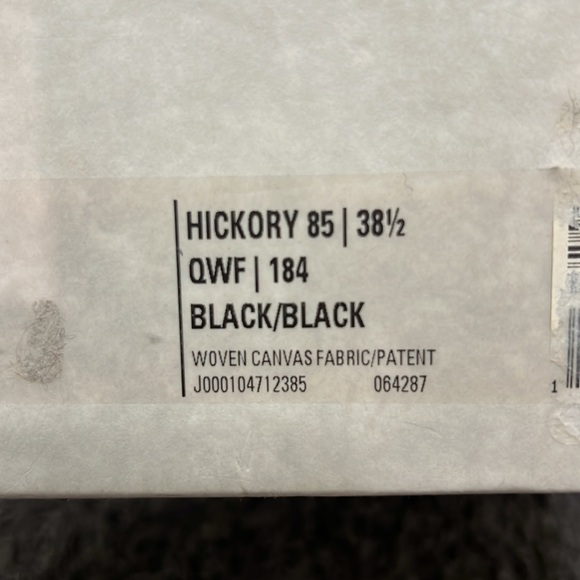 HICKORY 85 | 38½
QWF | 184
BLACK/BLACK
WOVEN CANVAS FABRIC/PATENT
J000104712385 064287
1